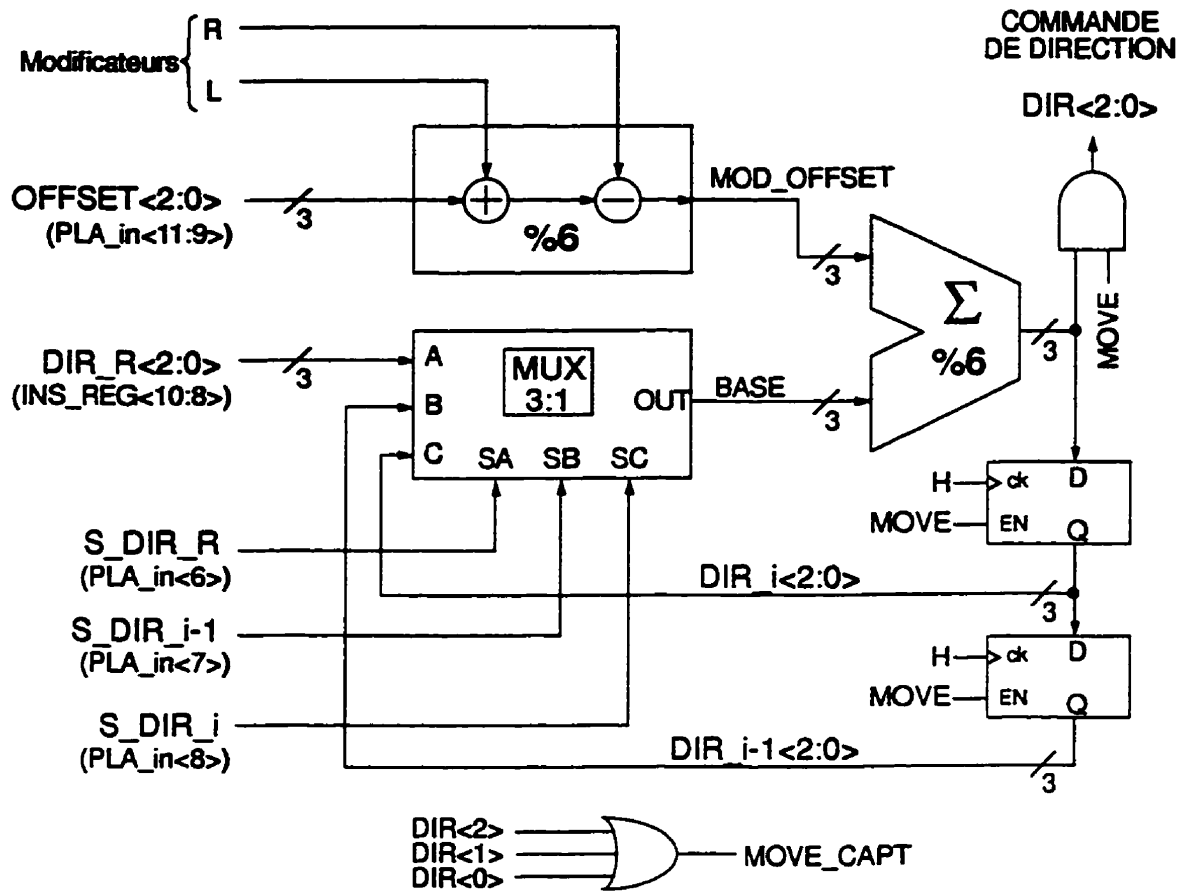 COMMANDE
DE DIRECTION
DIR<2:0>
Modificateurs
R
L
OFFSET<2:0>
(PLA_in<11:9>)
3
+
−
%6
MOD_OFFSET
3
Σ
%6
3
MOVE
DIR_R<2:0>
(INS_REG<10:8>)
3
A
B
C
MUX
3:1
OUT
SA SB SC
BASE
3
H
ck
D
MOVE
EN
Q
S_DIR_R
(PLA_in<6>)
DIR_i<2:0>
3
S_DIR_i-1
(PLA_in<7>)
H
ck
D
MOVE
EN
Q
S_DIR_i
(PLA_in<8>)
DIR_i-1<2:0>
3
DIR<2>
DIR<1>
DIR<0>
MOVE_CAPT